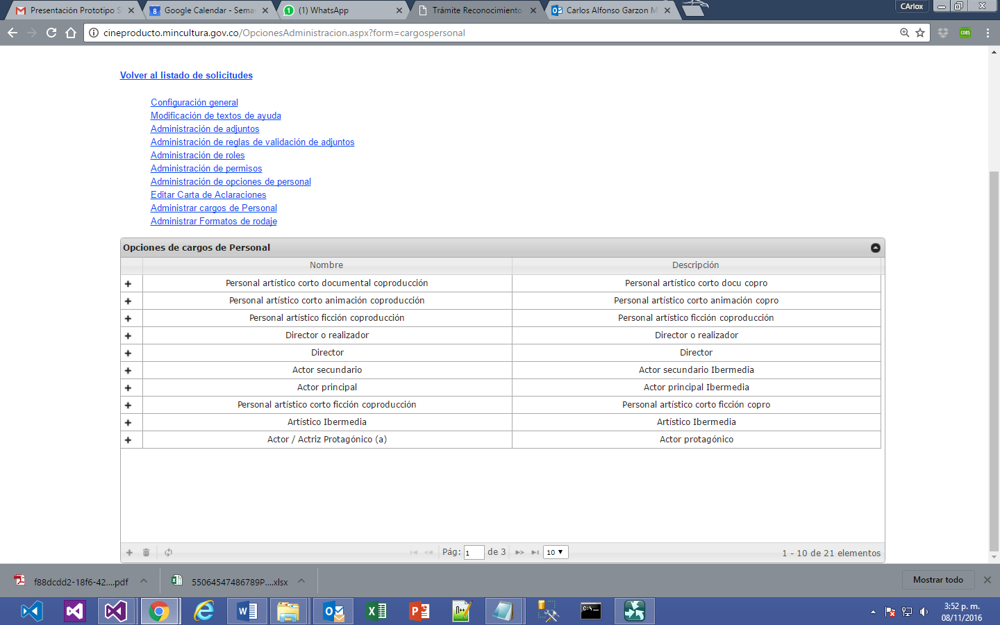 Presentación Prototipo S
Google Calendar - Sema
(1) WhatsApp
Trámite Reconocimiento
Carlos Alfonso Garzon M
CArlox
cineproducto.mincultura.gov.co/OpcionesAdministracion.aspx?form=cargospersonal
CORS
Volver al listado de solicitudes
Configuración general
Modificación de textos de ayuda
Administración de adjuntos
Administración de reglas de validación de adjuntos
Administración de roles
Administración de permisos
Administración de opciones de personal
Editar Carta de Aclaraciones
Administrar cargos de Personal
Administrar Formatos de rodaje
Opciones de cargos de Personal
Nombre Descripción
Personal artístico corto documental coproducción Personal artístico corto docu copro
Personal artístico corto animación coproducción Personal artístico corto animación copro
Personal artístico ficción coproducción Personal artístico ficción coproducción
Director o realizador Director o realizador
Director Director
Actor secundario Actor secundario Ibermedia
Actor principal Actor principal Ibermedia
Personal artístico corto ficción coproducción Personal artístico corto ficción copro
Artístico Ibermedia Artístico Ibermedia
Actor / Actriz Protagónico (a) Actor protagónico
Pág: 1 de 3 10 1 - 10 de 21 elementos
f88dcdd2-18f6-42....pdf
55064547486789P....xlsx
Mostrar todo
3:52 p. m.
08/11/2016